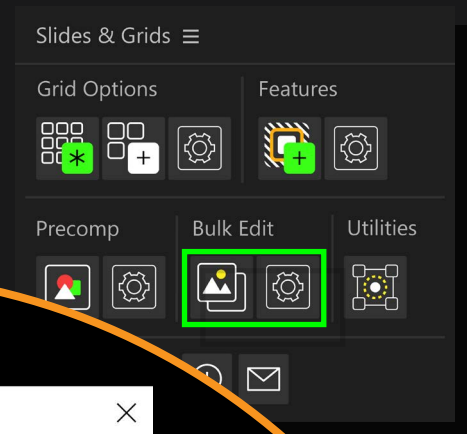 Slides & Grids
Grid Options
Features
Precomp
Bulk Edit
Utilities